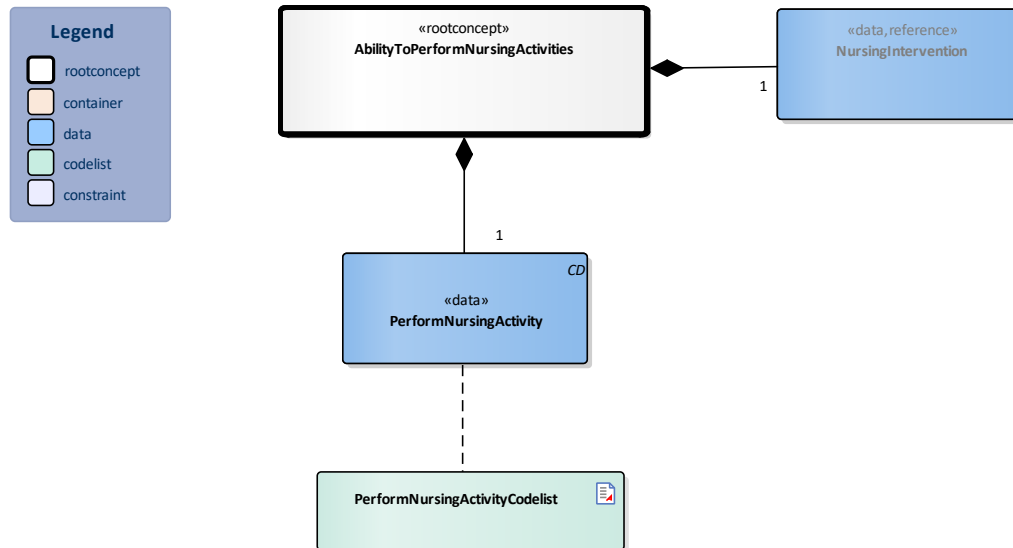 Legend
rootconcept
container
data
codelist
constraint
«rootconcept»
AbilityToPerformNursingActivities
«data,reference»
NursingIntervention
1
1
CD
«data»
PerformNursingActivity
PerformNursingActivityCodelist